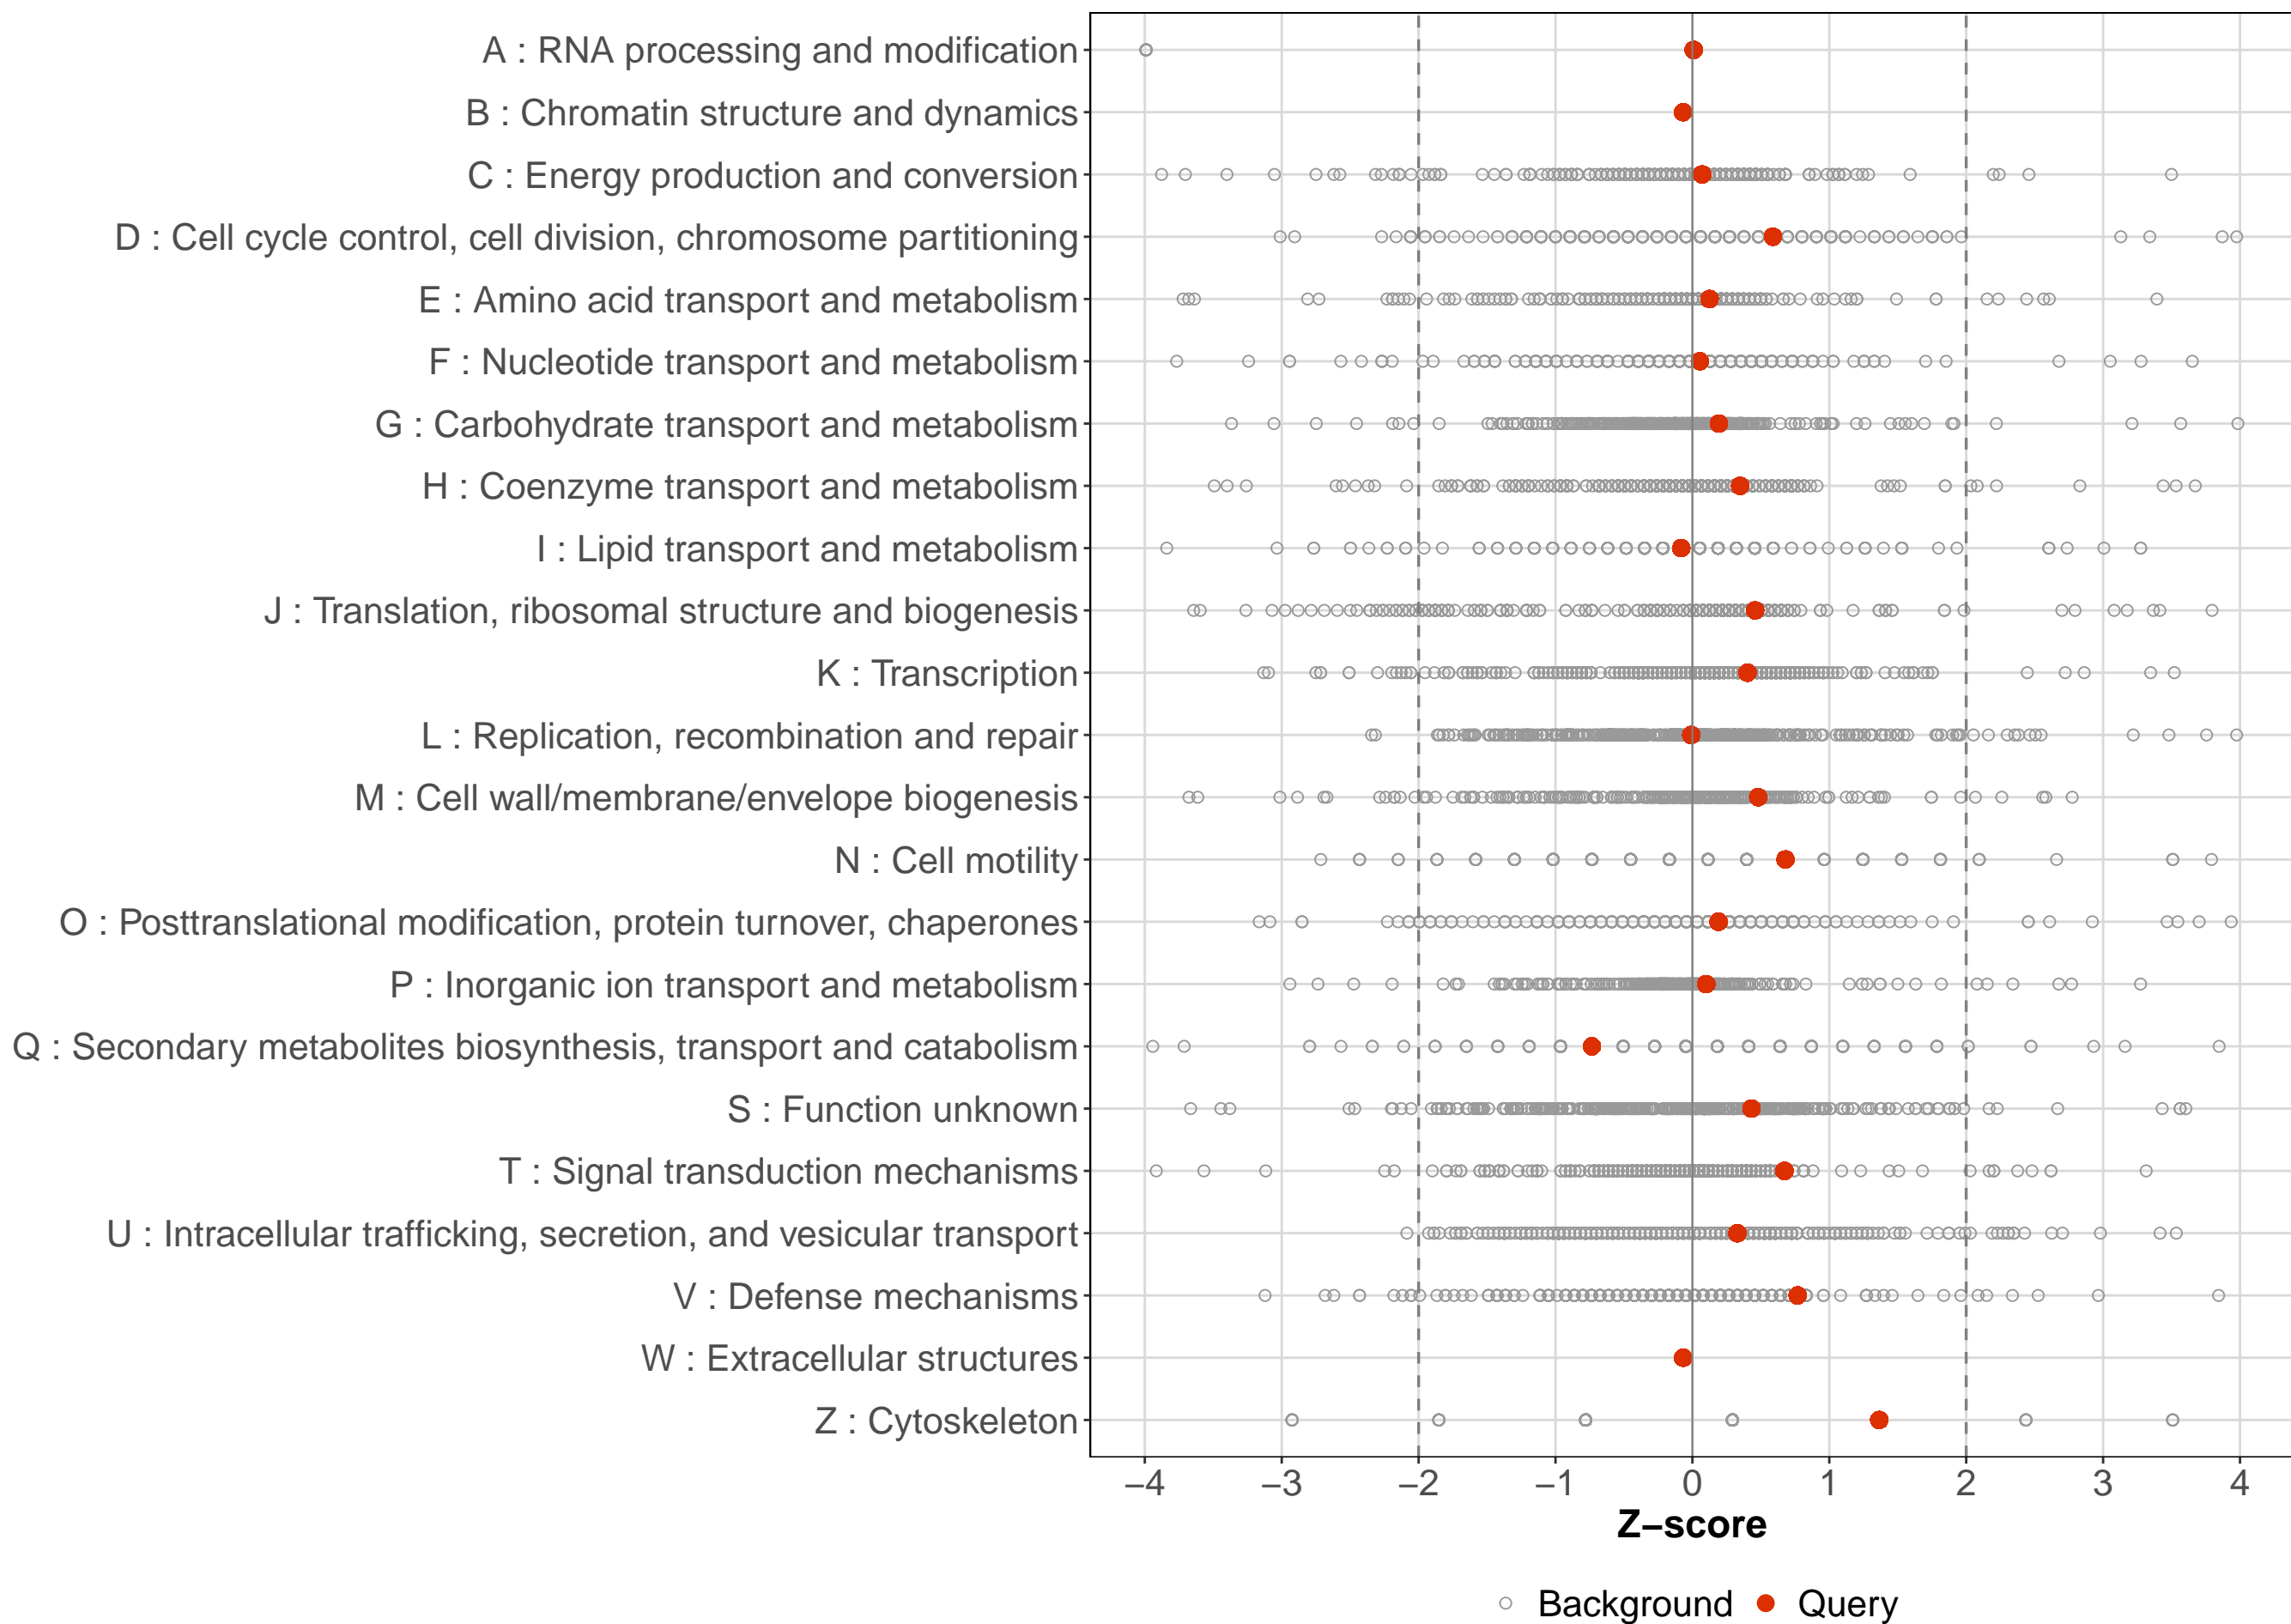 A : RNA processing and modification
B : Chromatin structure and dynamics
C : Energy production and conversion
D : Cell cycle control, cell division, chromosome partitioning
E : Amino acid transport and metabolism
F : Nucleotide transport and metabolism
G : Carbohydrate transport and metabolism
H : Coenzyme transport and metabolism
I : Lipid transport and metabolism
J : Translation, ribosomal structure and biogenesis
K : Transcription
L : Replication, recombination and repair
M : Cell wall/membrane/envelope biogenesis
N : Cell motility
O : Posttranslational modification, protein turnover, chaperones
P : Inorganic ion transport and metabolism
Q : Secondary metabolites biosynthesis, transport and catabolism
S : Function unknown
T : Signal transduction mechanisms
U : Intracellular trafficking, secretion, and vesicular transport
V : Defense mechanisms
W : Extracellular structures
Z : Cytoskeleton
−4 −3 −2 −1 0 1 2 3 4
Z−score
Background Query